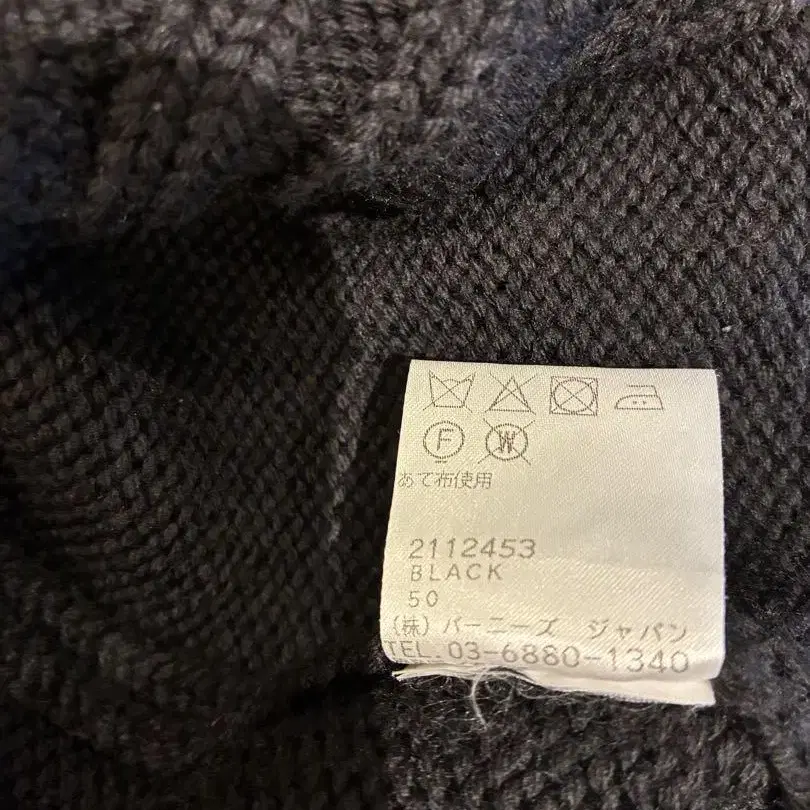 F W
あて布使用
2112453
BLACK
50
(株) バーニーズ ジャパン
TEL.03-6880-1340